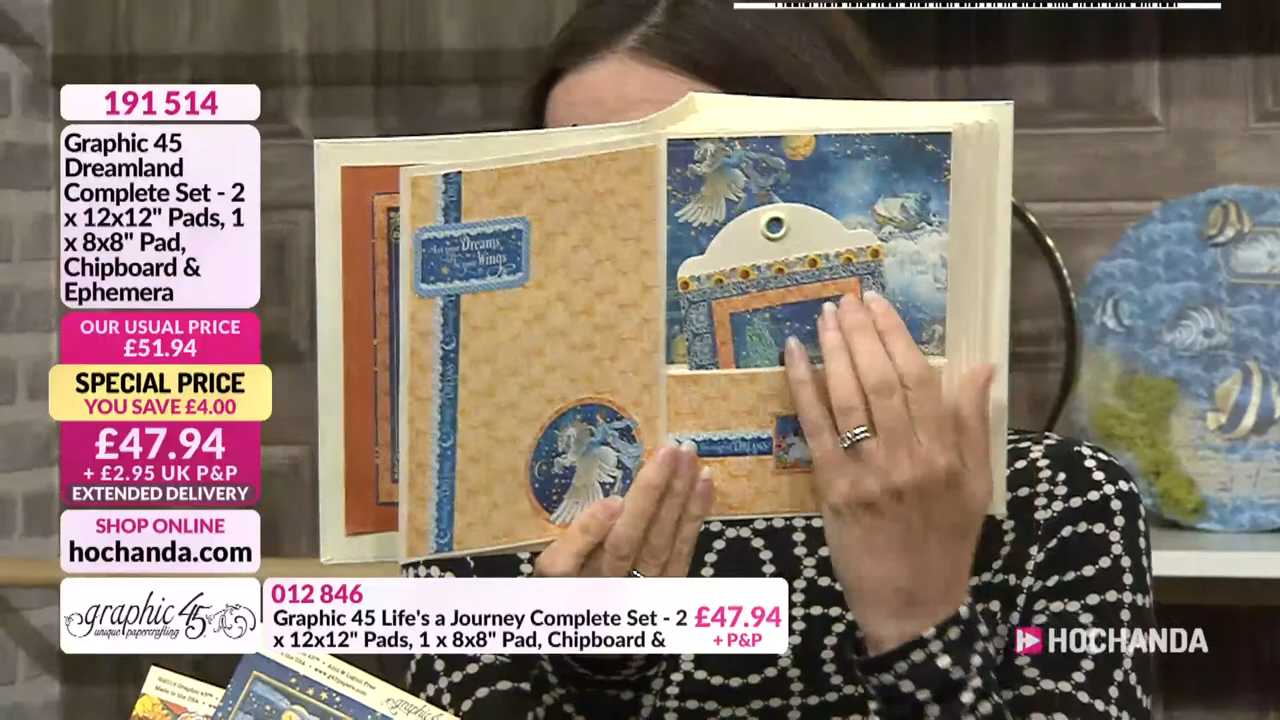 191 514
Graphic 45
Dreamland
Complete Set - 2
x 12x12" Pads, 1
x 8x8" Pad,
Chipboard &
Ephemera
OUR USUAL PRICE
£51.94
SPECIAL PRICE
YOU SAVE £4.00
£47.94
+ £2.95 UK P&P
EXTENDED DELIVERY
SHOP ONLINE
hochanda.com
graphic 45
unique papercrafting
012 846
Graphic 45 Life's a Journey Complete Set - 2
x 12x12" Pads, 1 x 8x8" Pad, Chipboard &
£47.94
+ P&P
HOCHANDA
Dreams
Wings